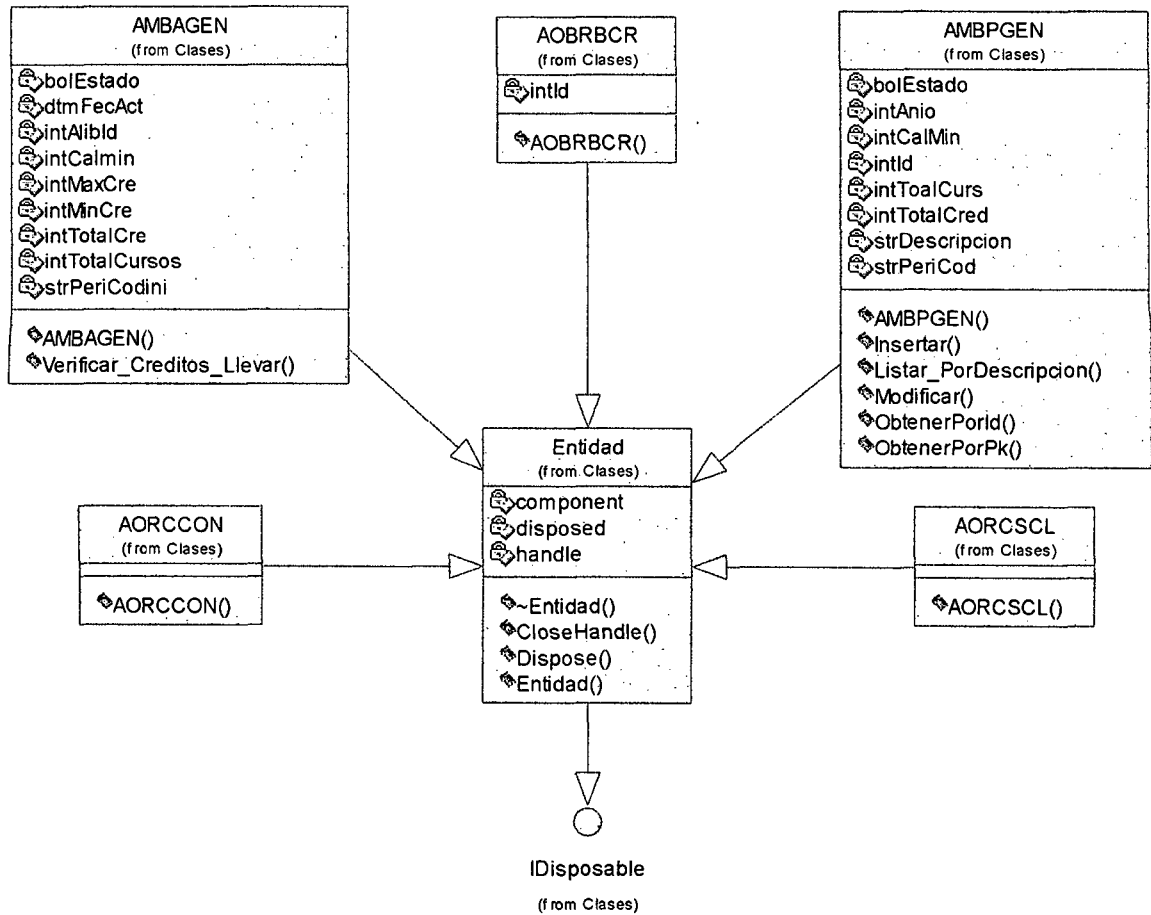 AMBAGEN
(from Clases)
bolEstado
dtmFecAct
intAlibId
intCalmin
intMaxCre
intMinCre
intTotalCre
intTotalCursos
strPeriCodini
AMBAGEN()
Verificar_Creditos_Llevar()
AOBRBCR
(from Clases)
intId
AOBRBCR()
AMBPGEN
(from Clases)
bolEstado
intAnio
intCalMin
intId
intToalCurs
intTotalCred
strDescripcion
strPeriCod
AMBPGEN()
Insertar()
Listar_PorDescripcion()
Modificar()
ObtenerPorId()
ObtenerPorPk()
AORCCON
(from Clases)
AORCCON()
Entidad
(from Clases)
component
disposed
handle
~Entidad()
CloseHandle()
Dispose()
Entidad()
AORCSCL
(from Clases)
AORCSCL()
IDisposable
(from Clases)